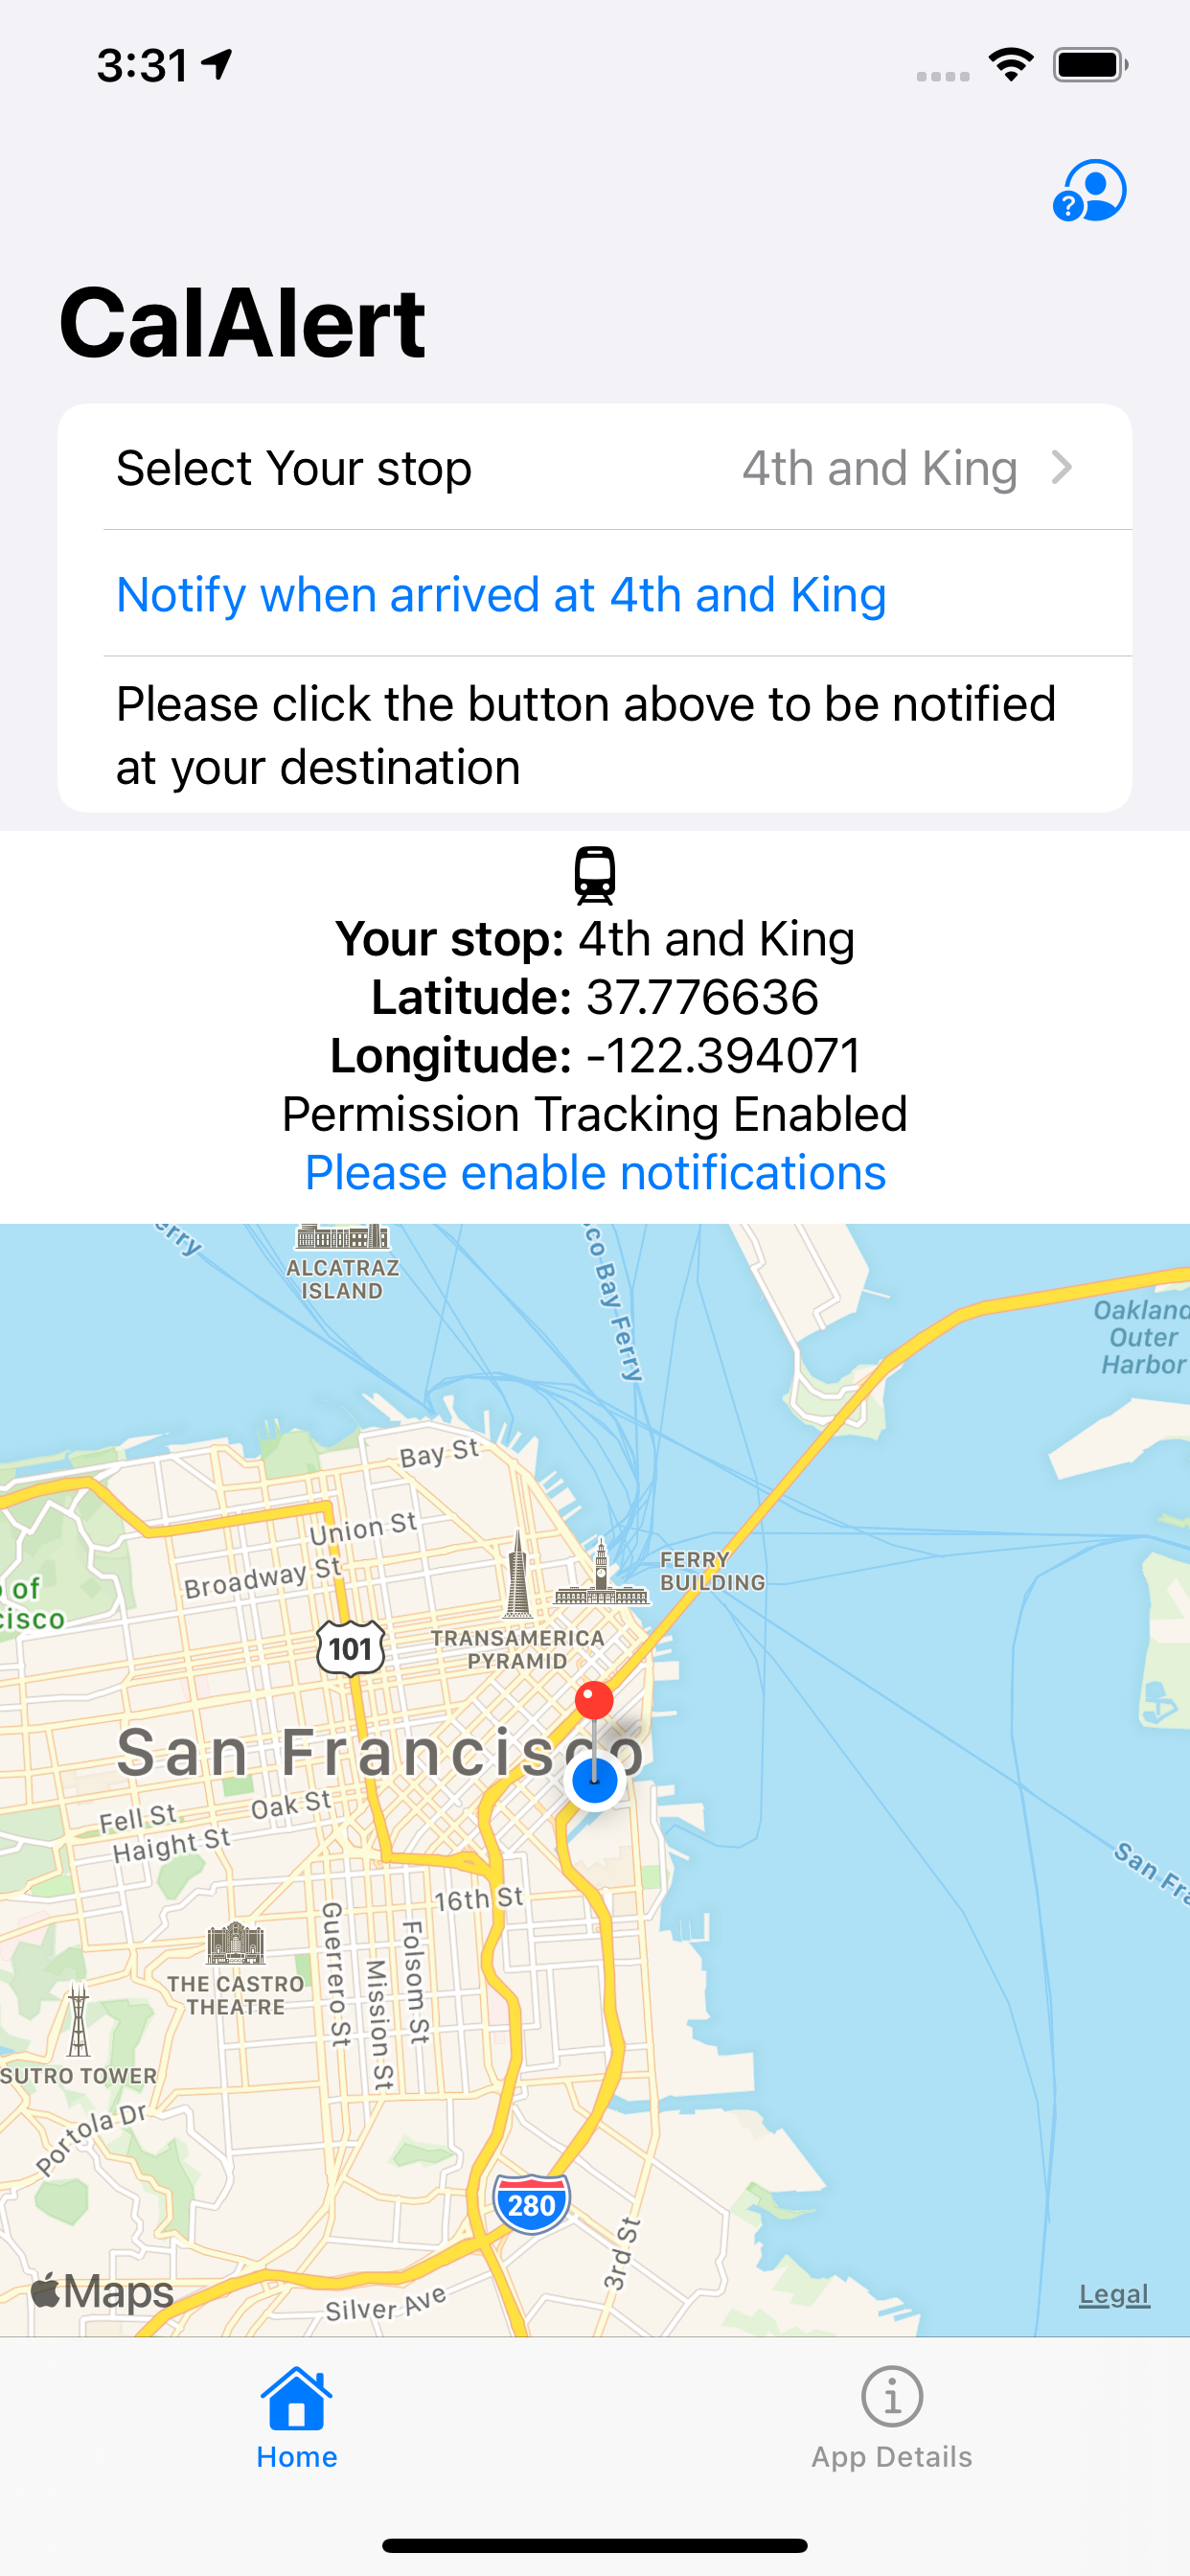 3:31
?
CalAlert
Select Your stop 4th and King
Notify when arrived at 4th and King
Please click the button above to be notified
at your destination
Your stop: 4th and King
Latitude: 37.776636
Longitude: -122.394071
Permission Tracking Enabled
Please enable notifications
erry
ALCATRAZ
ISLAND
co Bay Ferry
Oakland
Outer
Harbor
Bay St
Union St
Broadway St
FERRY
BUILDING
of
cisco
101
TRANSAMERICA
PYRAMID
San Francisco
Fell St
Oak St
Haight St
16th St
San Fra
Guerrero St
Mission St
Folsom St
THE CASTRO
THEATRE
SUTRO TOWER
Portola Dr
280
3rd St
Maps
Silver Ave
Legal
Home
App Details